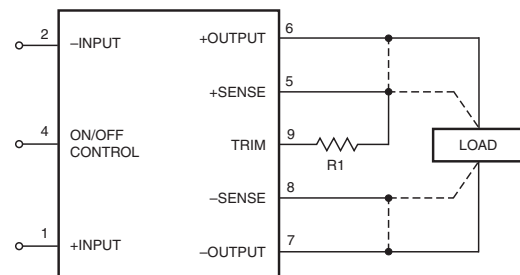 2 –INPUT
+OUTPUT 6
+SENSE 5
4 ON/OFF
CONTROL
TRIM 9
R1
LOAD
–SENSE 8
1 +INPUT
–OUTPUT 7